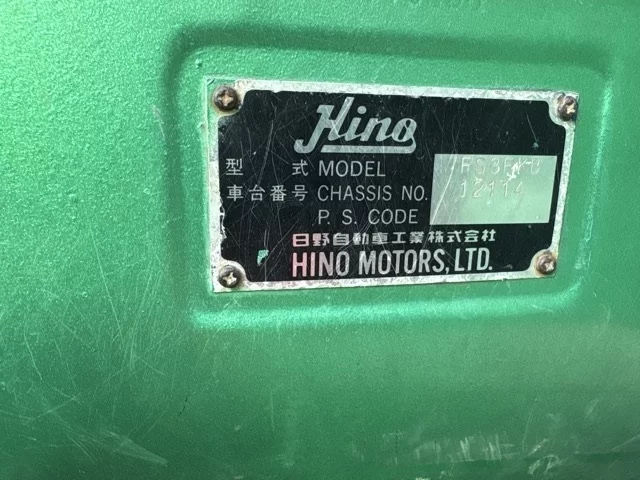 Hino
型 式 MODEL
車台番号 CHASSIS NO. 12114
P. S. CODE
日野自動車工業株式会社
HINO MOTORS, LTD.